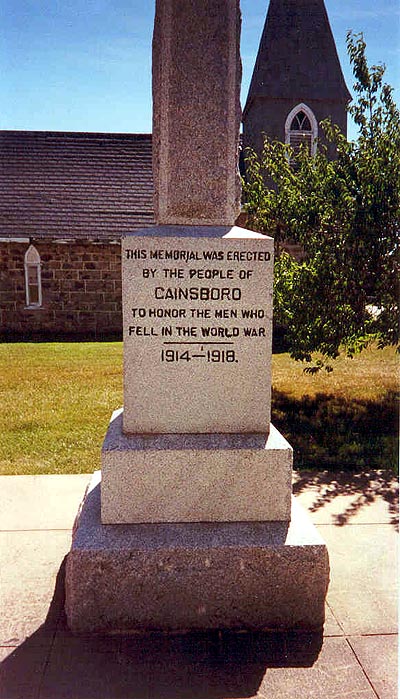 THIS MEMORIAL WAS ERECTED
BY THE PEOPLE OF
CAINSBORO
TO HONOR THE MEN WHO
FELL IN THE WORLD WAR
1914—1918.